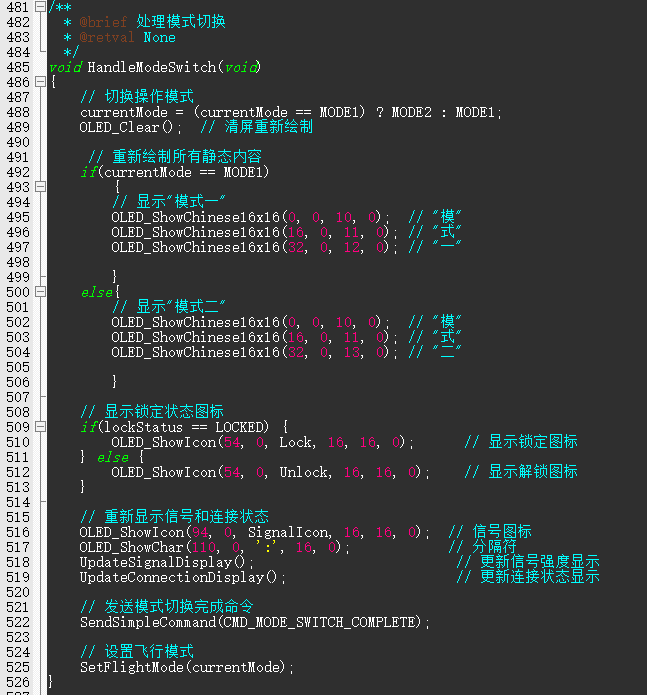 481 /**
482  * @brief 处理模式切换
483  * @retval None
484  */
485 void HandleModeSwitch(void)
486 {
487     // 切换操作模式
488     currentMode = (currentMode == MODE1) ? MODE2 : MODE1;
489     OLED_Clear();  // 清屏重新绘制
490
491      // 重新绘制所有静态内容
492     if(currentMode == MODE1)
493         {
494         // 显示"模式一"
495         OLED_ShowChinese16x16(0, 0, 10, 0);  // "模"
496         OLED_ShowChinese16x16(16, 0, 11, 0); // "式"
497         OLED_ShowChinese16x16(32, 0, 12, 0); // "一"
498
499         }
500     else{
501         // 显示"模式二"
502         OLED_ShowChinese16x16(0, 0, 10, 0);  // "模"
503         OLED_ShowChinese16x16(16, 0, 11, 0); // "式"
504         OLED_ShowChinese16x16(32, 0, 13, 0); // "二"
505
506         }
507
508     // 显示锁定状态图标
509     if(lockStatus == LOCKED) {
510         OLED_ShowIcon(54, 0, Lock, 16, 16, 0);      // 显示锁定图标
511     } else {
512         OLED_ShowIcon(54, 0, Unlock, 16, 16, 0);    // 显示解锁图标
513     }
514
515     // 重新显示信号和连接状态
516     OLED_ShowIcon(94, 0, SignalIcon, 16, 16, 0);  // 信号图标
517     OLED_ShowChar(110, 0, ':', 16, 0);            // 分隔符
518     UpdateSignalDisplay();                         // 更新信号强度显示
519     UpdateConnectionDisplay();                     // 更新连接状态显示
520
521     // 发送模式切换完成命令
522     SendSimpleCommand(CMD_MODE_SWITCH_COMPLETE);
523
524     // 设置飞行模式
525     SetFlightMode(currentMode);
526 }